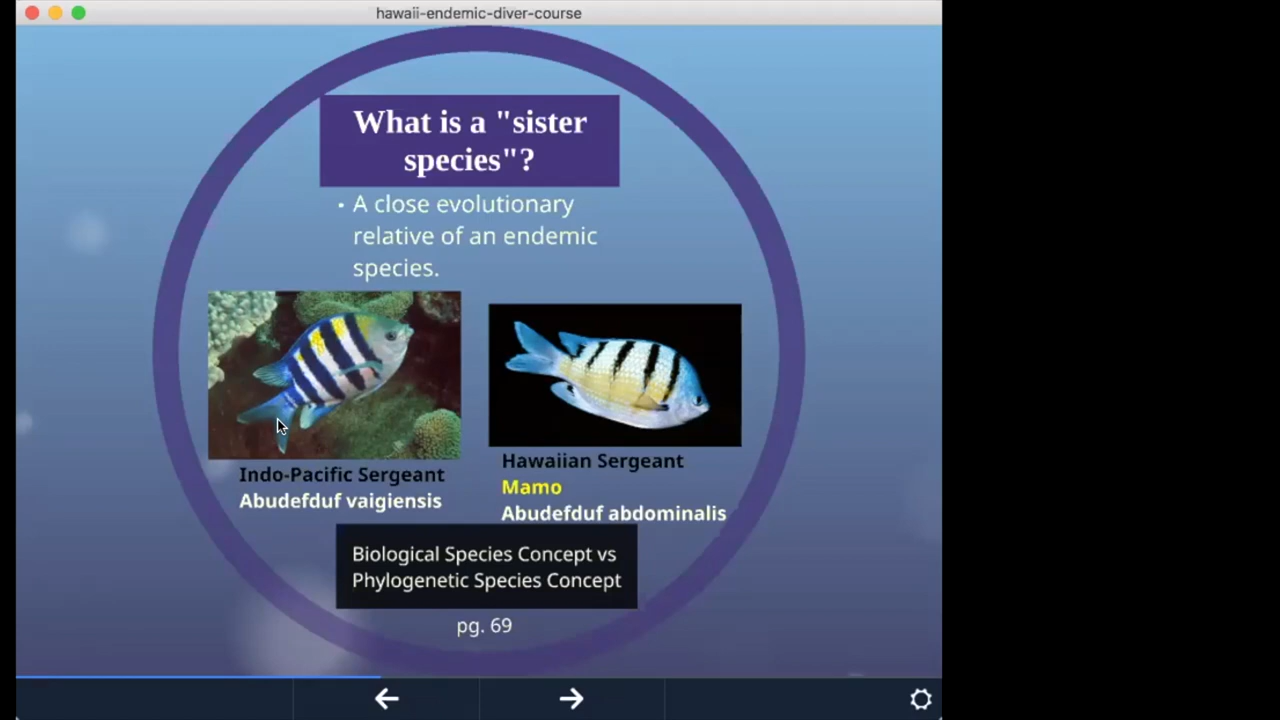 hawaii-endemic-diver-course
What is a "sister
species"?
• A close evolutionary
relative of an endemic
species.
Indo-Pacific Sergeant
Abudefduf vaigiensis
Hawaiian Sergeant
Mamo
Abudefduf abdominalis
Biological Species Concept vs
Phylogenetic Species Concept
pg. 69